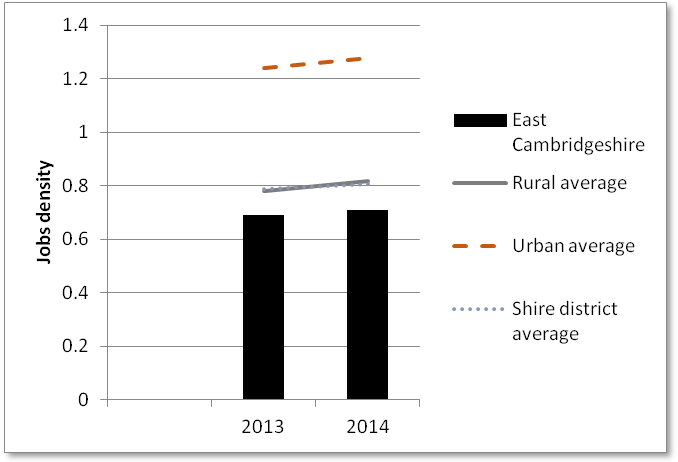 1.4
1.2
1
0.8
0.6
0.4
0.2
0
Jobs density
2013 2014
East
Cambridgeshire
Rural average
Urban average
Shire district
average